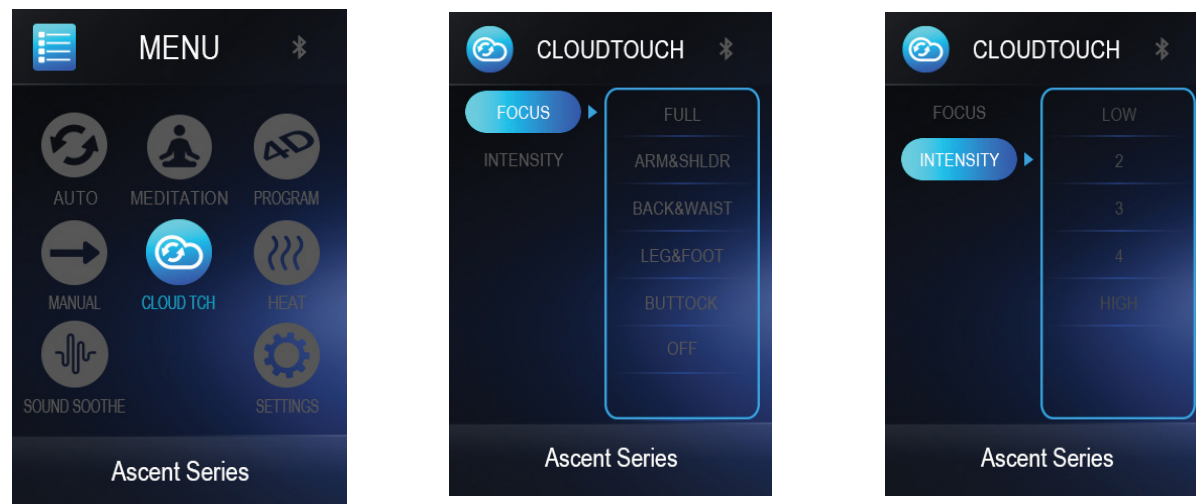 MENU
4D
AUTO
MEDITATION
PROGRAM
MANUAL
CLOUD TCH
HEAT
SOUND SOOTHE
SETTINGS
Ascent Series
CLOUDTOUCH
FOCUS
INTENSITY
FULL
ARM&SHLDR
BACK&WAIST
LEG&FOOT
BUTTOCK
OFF
Ascent Series
CLOUDTOUCH
FOCUS
INTENSITY
LOW
2
3
4
HIGH
Ascent Series